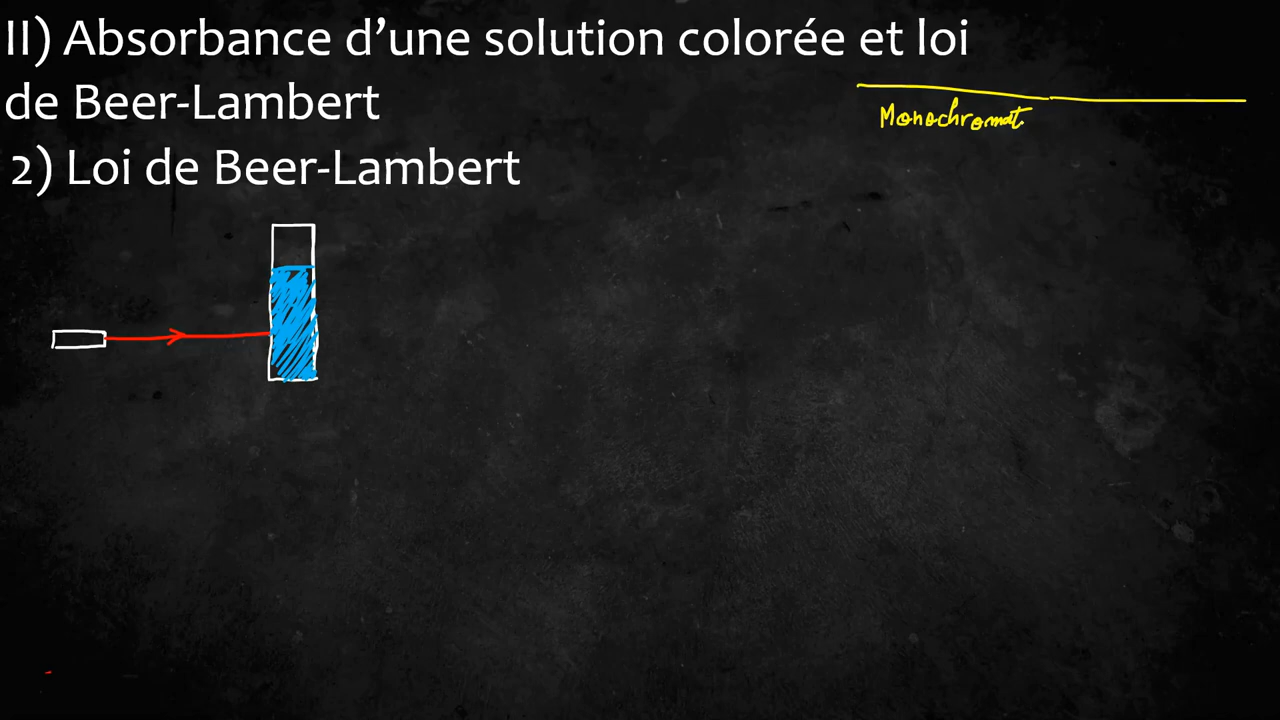 II) Absorbance d’une solution colorée et loi
de Beer-Lambert
Monochromat
2) Loi de Beer-Lambert